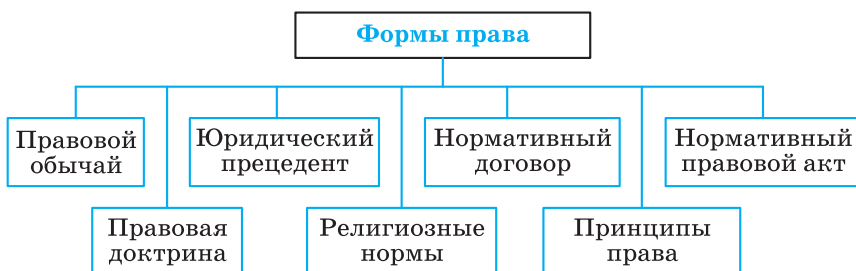 Формы права
Правовой
обычай
Юридический
прецедент
Нормативный
договор
Нормативный
правовой акт
Правовая
доктрина
Религиозные
нормы
Принципы
права